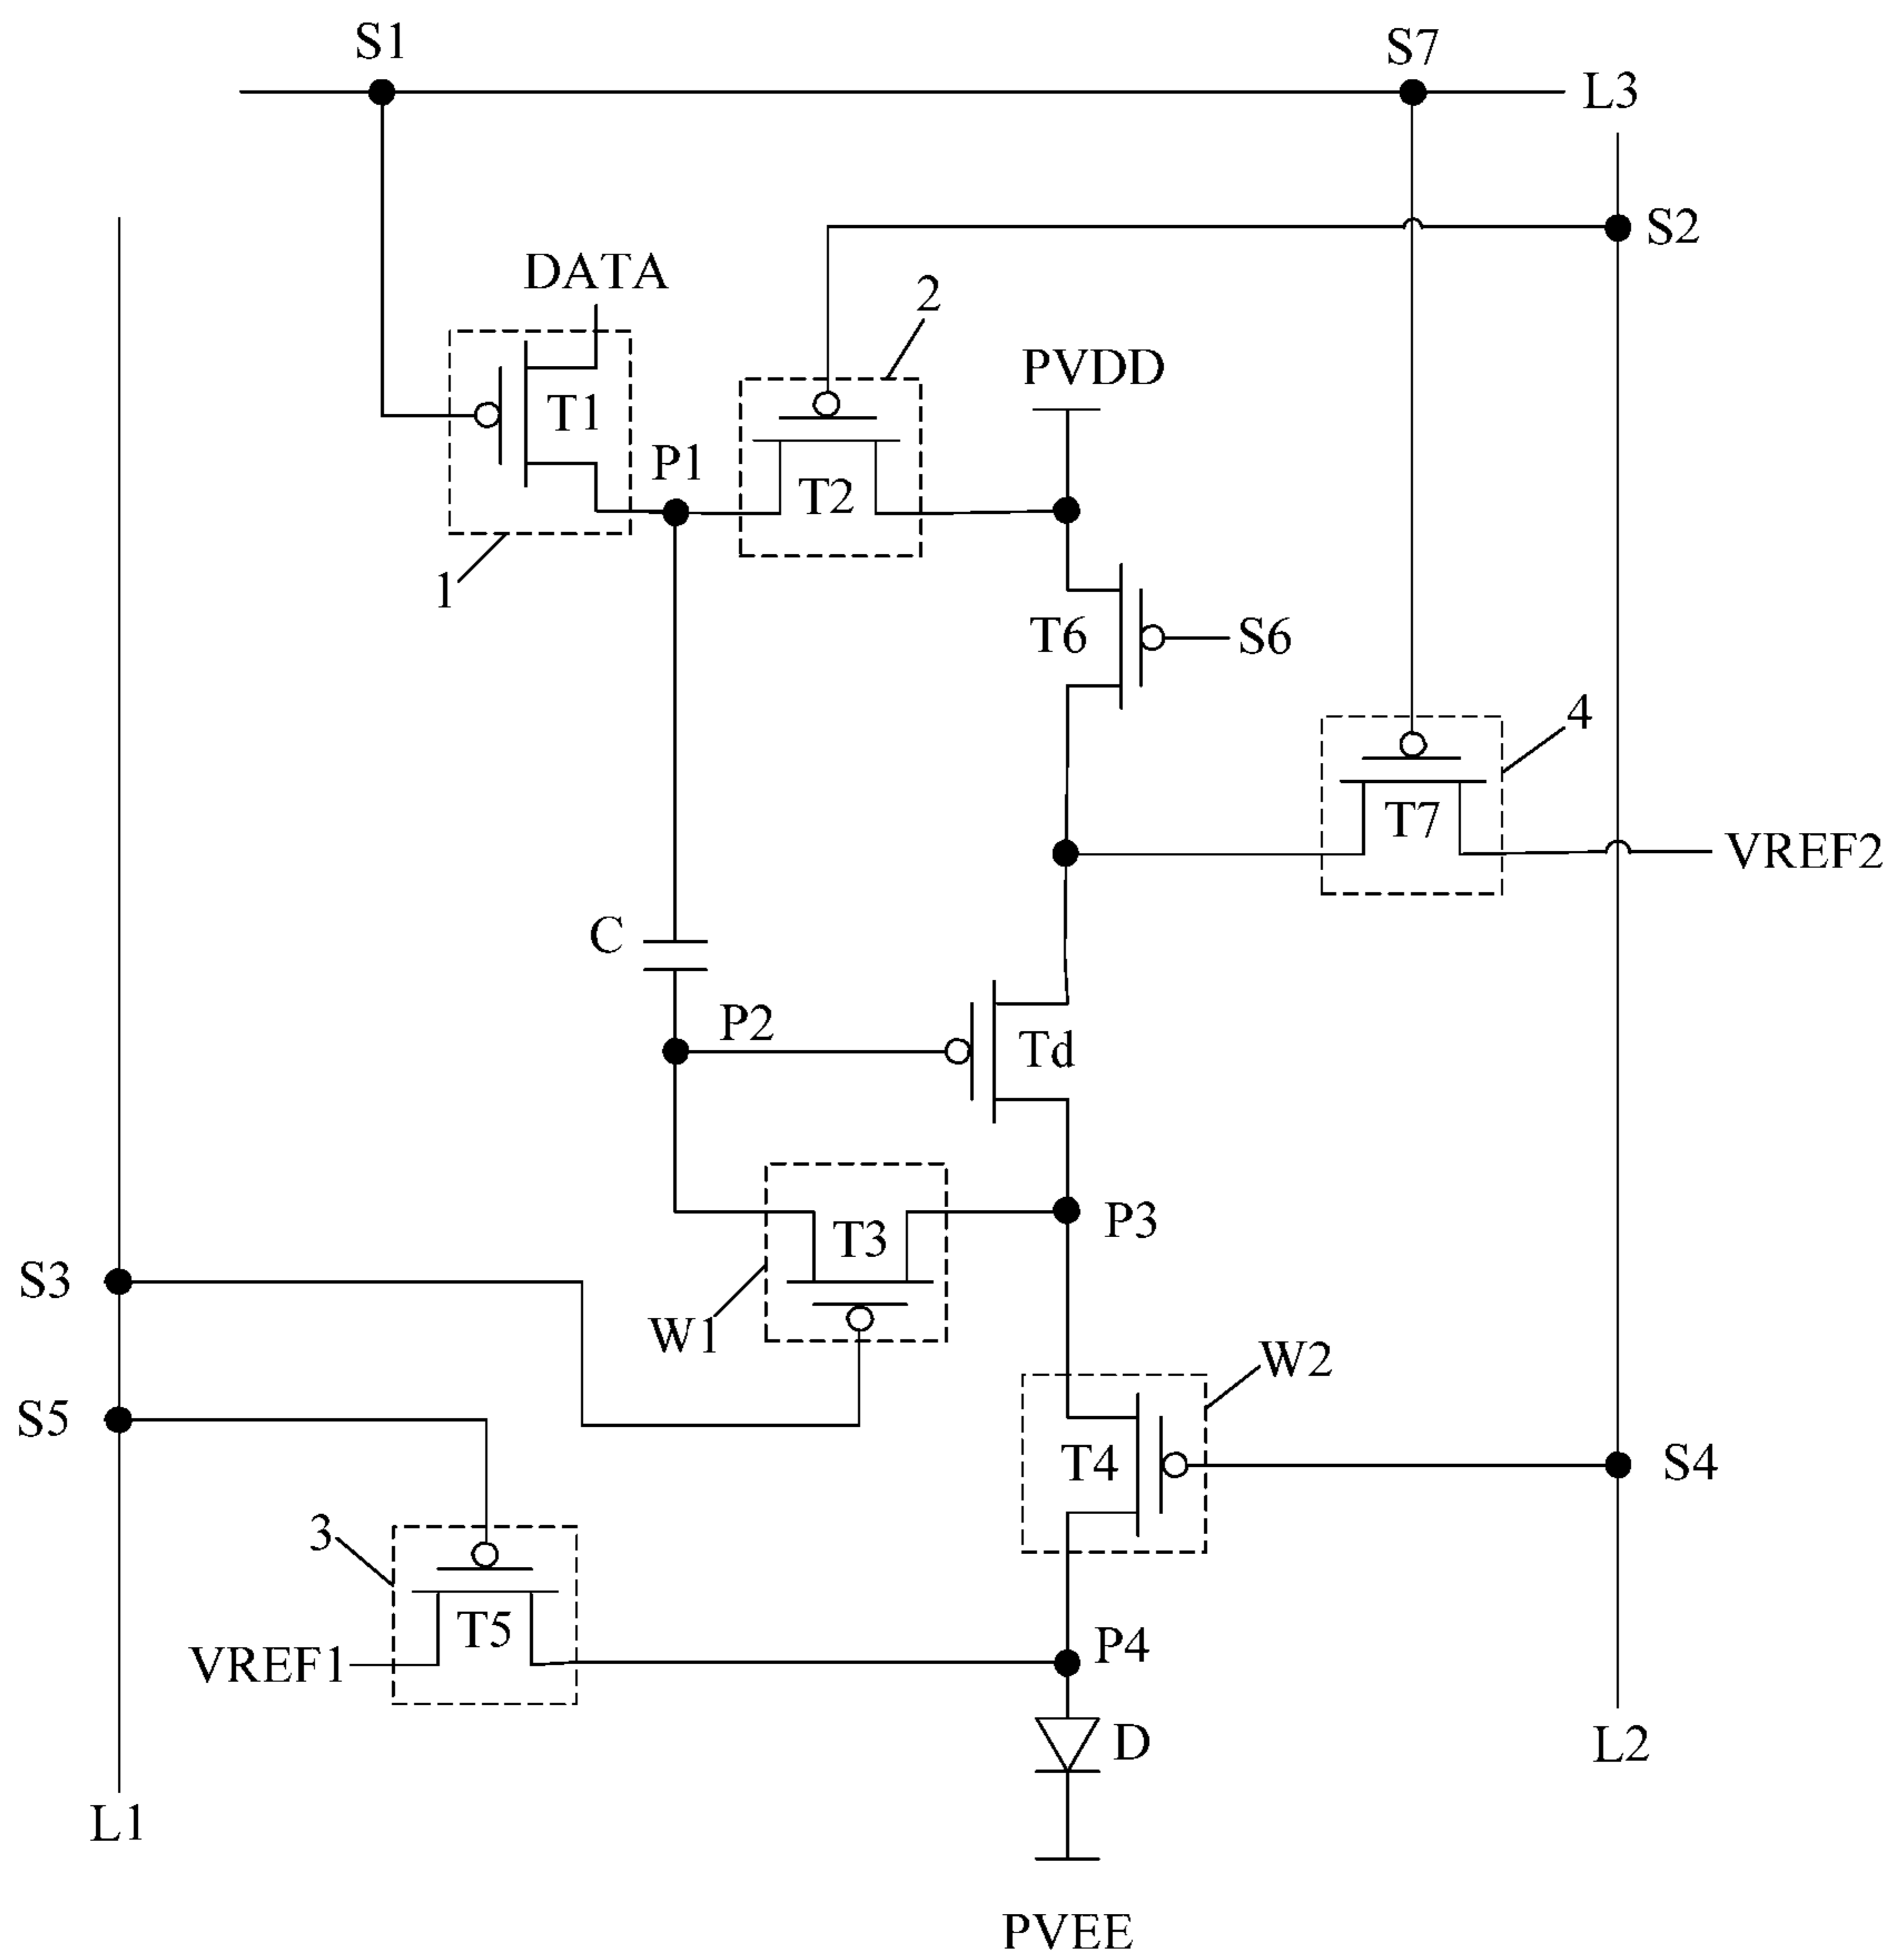 S1
S7
L3
S2
DATA
2
PVDD
T1
P1
T2
1
T6
S6
4
T7
VREF2
C
P2
Td
T3
P3
S3
W1
W2
S5
T4
S4
3
T5
P4
VREF1
D
L2
L1
PVEE